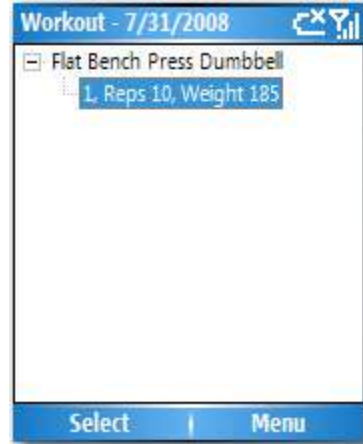 Workout - 7/31/2008
Flat Bench Press Dumbbell
1, Reps 10, Weight 185
Select Menu